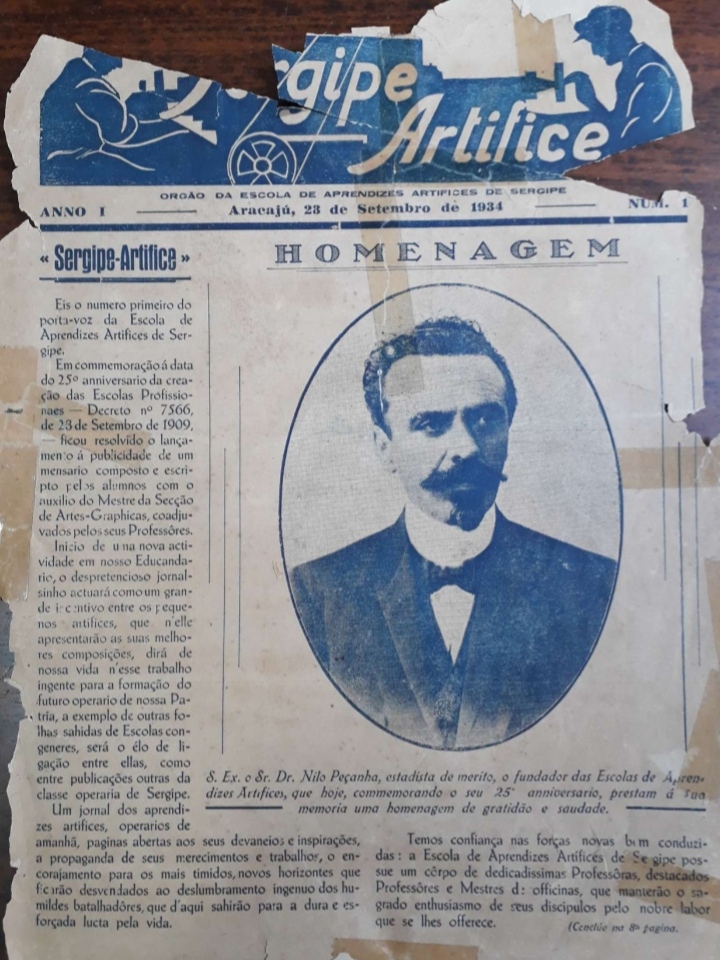 Sergipe
Artifice
ORGÃO DA ESCOLA DE APRENDIZES ARTIFICES DE SERGIPE
ANNO I Aracajú, 23 de Setembro de 1934 NUM. 1
« Sergipe-Artifice »
Eis o numero primeiro do
porta-voz da Escola de
Aprendizes Artifices de Ser-
gipe.
Em commemoração á data
do 25º anniversario da crea-
ção das Escolas Profissio-
naes — Decreto nº 7566,
de 23 de Setembro de 1909,
— ficou resolvido o lança-
mento á publicidade de um
mensario composto e escri-
pto pelos alumnos com o
auxilio do Mestre da Secção
de Artes-Graphicas, coadju-
vados pelos seus Professôres.
Inicio de uma nova acti-
vidade em nosso Educanda-
rio, o despretencioso jornal-
sinho actuará como um gran-
de incentivo entre os peque-
nos artifices, que n'elle
apresentarão as suas melho-
res composições, dirá de
nossa vida n'esse trabalho
ingente para a formação do
futuro operario de nossa Pa-
tria, a exemplo de outras fo-
lhas sahidas de Escolas con-
generes, será o élo de li-
gação entre ellas, como
entre publicações outras da
classe operaria de Sergipe.
Um jornal dos aprendi-
zes artifices, operarios de
amanhã, paginas abertas aos seus devaneios e inspirações,
a propaganda de seus merecimentos e trabalhor, o en-
corajamento para os mais timidos, novos horizontes que
ficarão desvendados ao deslumbramento ingenuo dos hu-
mildes batalhadôres, que d'aqui sahirão para a dura e es-
forçada lucta pela vida.
HOMENAGEM
S. Ex. o Sr. Dr. Nilo Peçanha, estadista de merito, o fundador das Escolas de Apren-
dizes Artifices, que hoje, commemorando o seu 25º anniversario, prestam á sua
memoria uma homenagem de gratidão e saudade.
Temos confiança nas forças novas bem conduzi-
das : a Escola de Aprendizes Artifices de Sergipe pos-
sue um côrpo de dedicadissimas Professôras, destacados
Professôres e Mestres de officinas, que manterão o sa-
grado enthusiasmo de seus discipulos pelo nobre labor
que se lhes offerece.
(Conclúe na 8ª pagina.